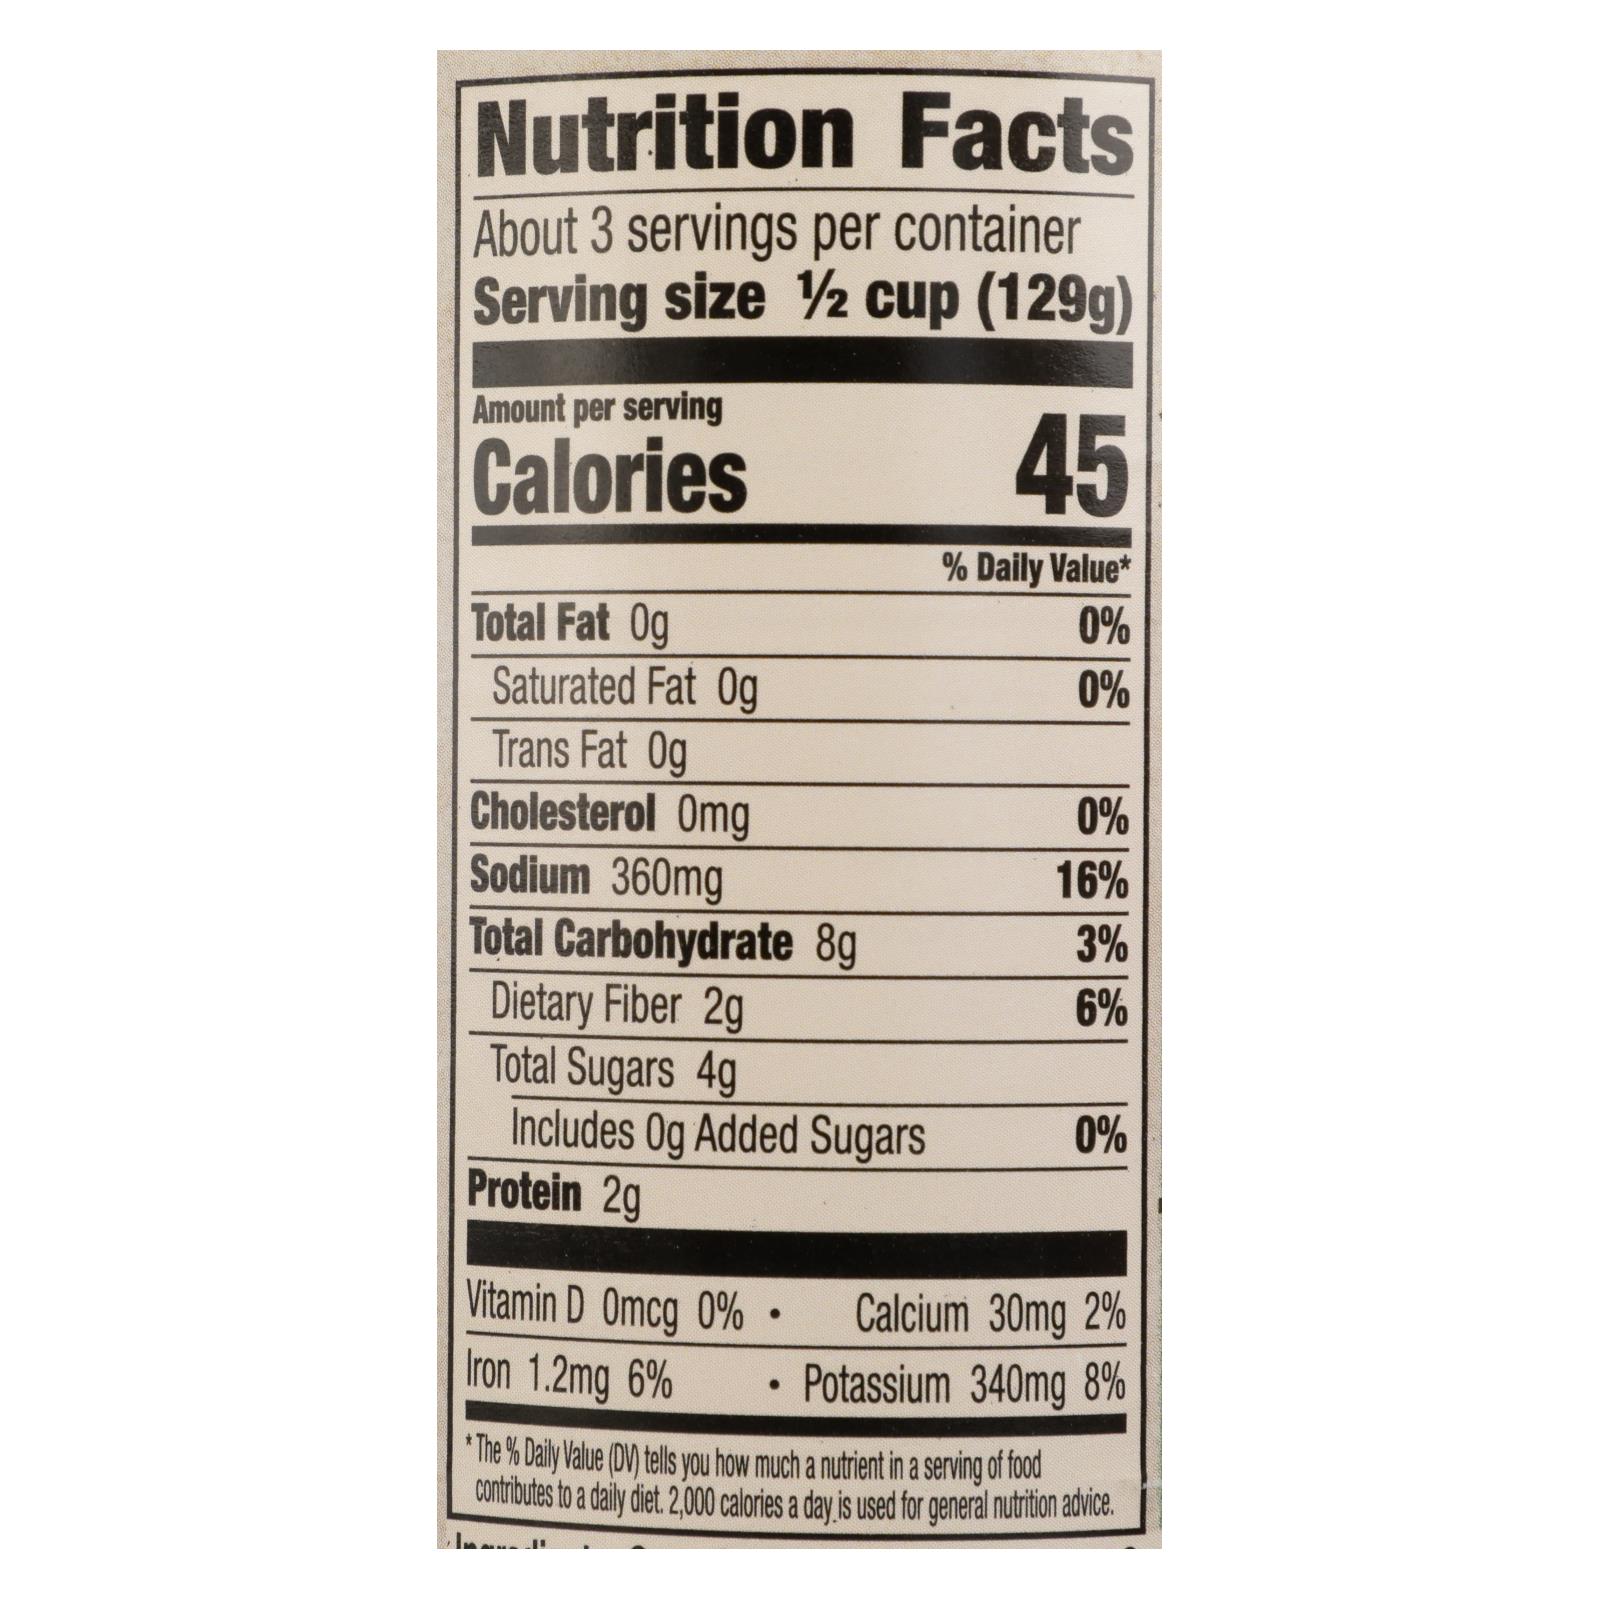 Nutrition Facts
About 3 servings per container
Serving size ½ cup (129g)
Amount per serving
Calories 45
% Daily Value*
Total Fat 0g 0%
Saturated Fat 0g 0%
Trans Fat 0g
Cholesterol 0mg 0%
Sodium 360mg 16%
Total Carbohydrate 8g 3%
Dietary Fiber 2g 6%
Total Sugars 4g
Includes 0g Added Sugars 0%
Protein 2g
Vitamin D 0mcg 0% • Calcium 30mg 2%
Iron 1.2mg 6% • Potassium 340mg 8%
* The % Daily Value (DV) tells you how much a nutrient in a serving of food
contributes to a daily diet. 2,000 calories a day is used for general nutrition advice.